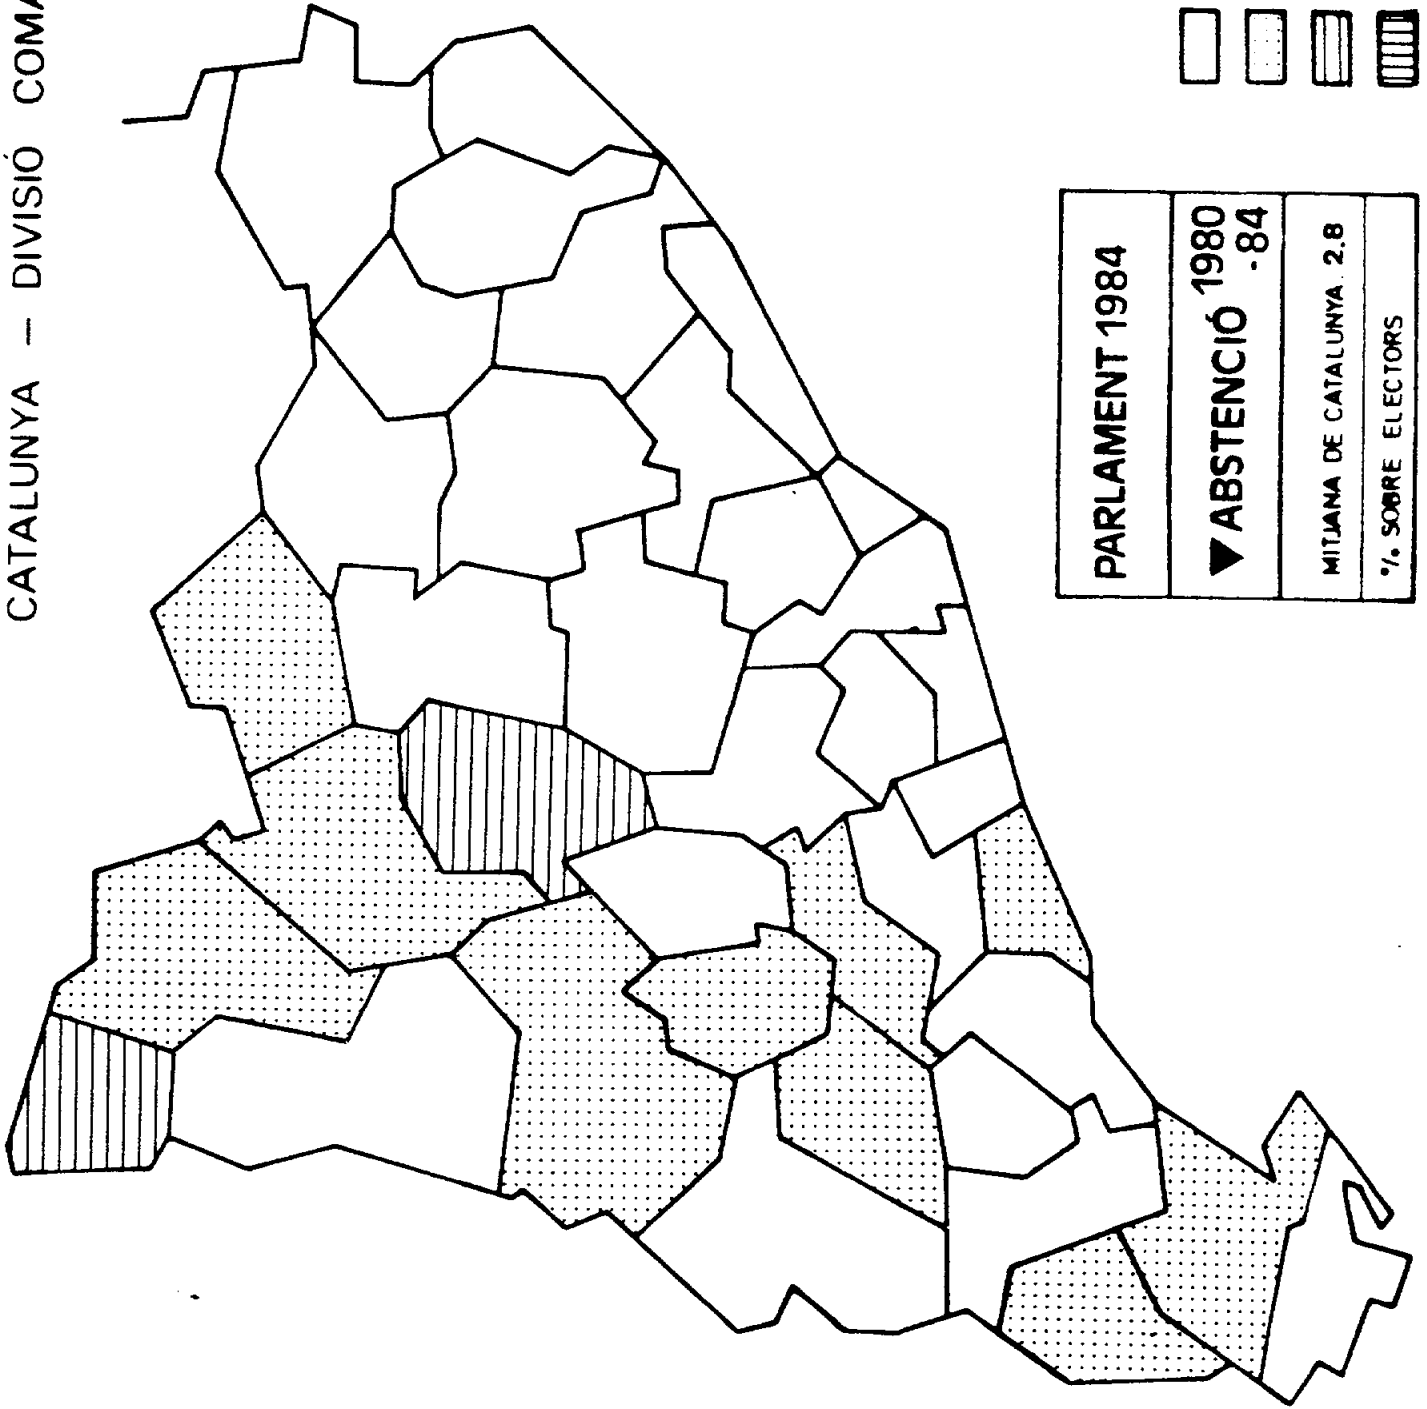 CATALUNYA — DIVISIÓ
PARLAMENT 1984
▼ABSTENCIÓ 1980
-84
MITJANA DE CATALUNYA. 2.8
% SOBRE ELECTORS